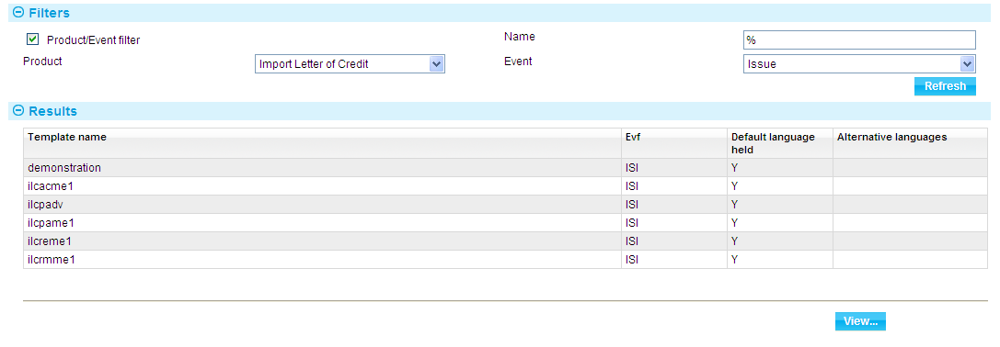 Filters
Product/Event filter
Name
%
Product
Import Letter of Credit
Event
Issue
Refresh
Results
Template name Evf Default language held Alternative languages
demonstration ISI Y
ilcacme1 ISI Y
ilcpadv ISI Y
ilcpame1 ISI Y
ilcreme1 ISI Y
ilcrmme1 ISI Y
View...